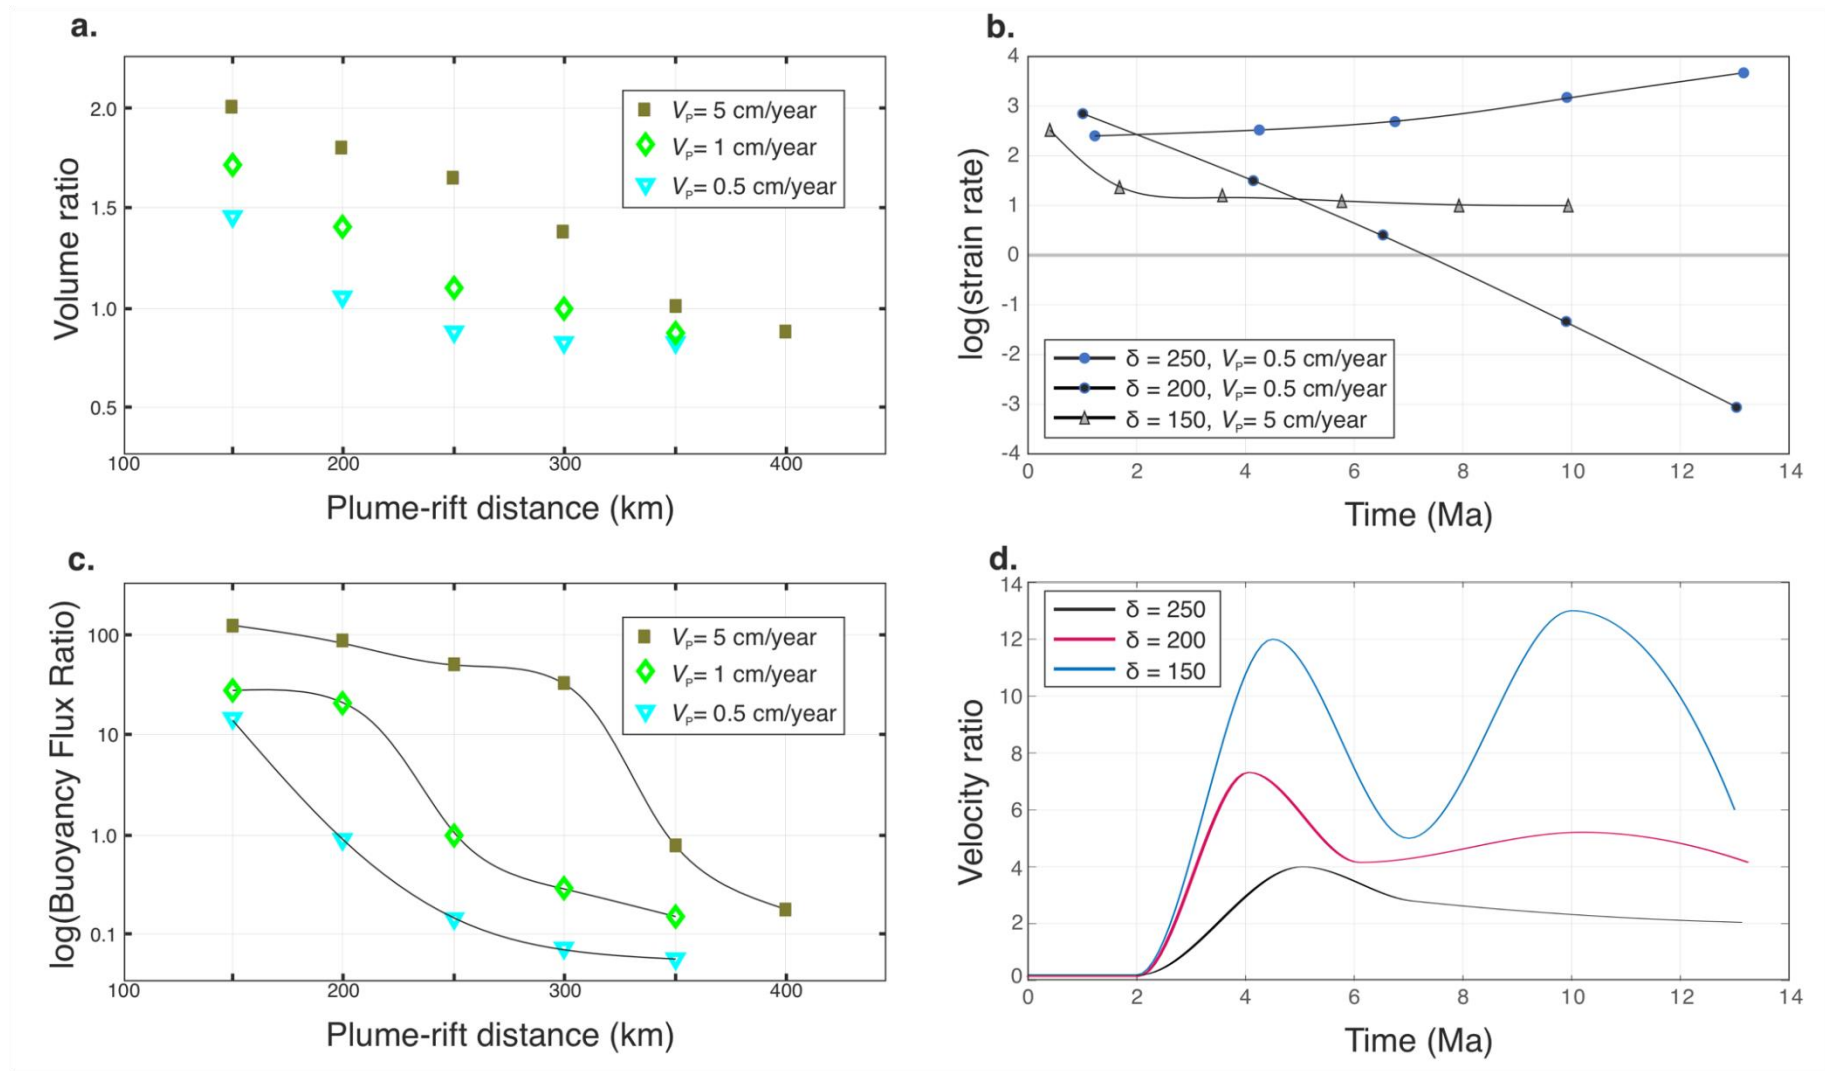 a.
Volume ratio
2.0
1.5
1.0
0.5
100
200
300
400
Plume-rift distance (km)
Vₚ= 5 cm/year
Vₚ= 1 cm/year
Vₚ= 0.5 cm/year
b.
log(strain rate)
4
3
2
1
0
-1
-2
-3
-4
0
2
4
6
8
10
12
14
Time (Ma)
δ = 250, Vₚ= 0.5 cm/year
δ = 200, Vₚ= 0.5 cm/year
δ = 150, Vₚ= 5 cm/year
c.
log(Buoyancy Flux Ratio)
100
10
1.0
0.1
100
200
300
400
Plume-rift distance (km)
Vₚ= 5 cm/year
Vₚ= 1 cm/year
Vₚ= 0.5 cm/year
d.
Velocity ratio
14
12
10
8
6
4
2
0
0
2
4
6
8
10
12
14
Time (Ma)
δ = 250
δ = 200
δ = 150